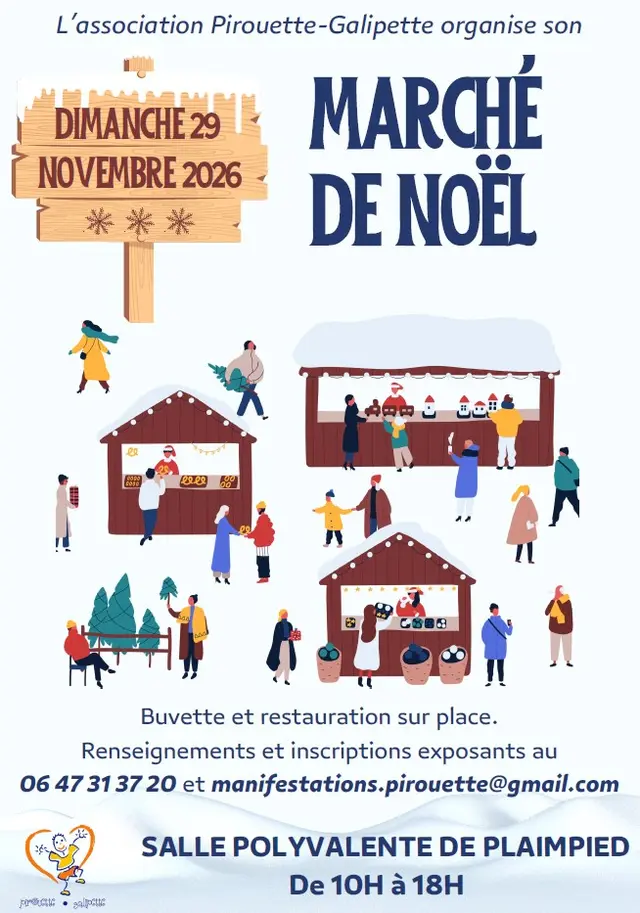 L'association Pirouette-Galipette organise son
DIMANCHE 29
NOVEMBRE 2026
MARCHÉ
DE NOËL
Buvette et restauration sur place.
Renseignements et inscriptions exposants au
06 47 31 37 20 et manifestations.pirouette@gmail.com
SALLE POLYVALENTE DE PLAIMPIED
De 10H à 18H